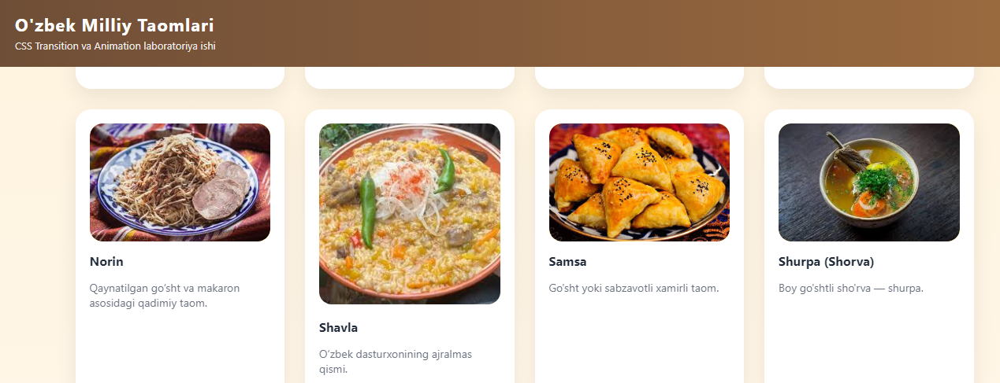 O'zbek Milliy Taomlari
CSS Transition va Animation laboratoriya ishi
Norin
Qaynatilgan go‘sht va makaron
asosidagi qadimiy taom.
Shavla
O‘zbek dasturxonining ajralmas
qismi.
Samsa
Go'sht yoki sabzavotli xamirli taom.
Shurpa (Shorva)
Boy go'shtli sho'rva — shurpa.